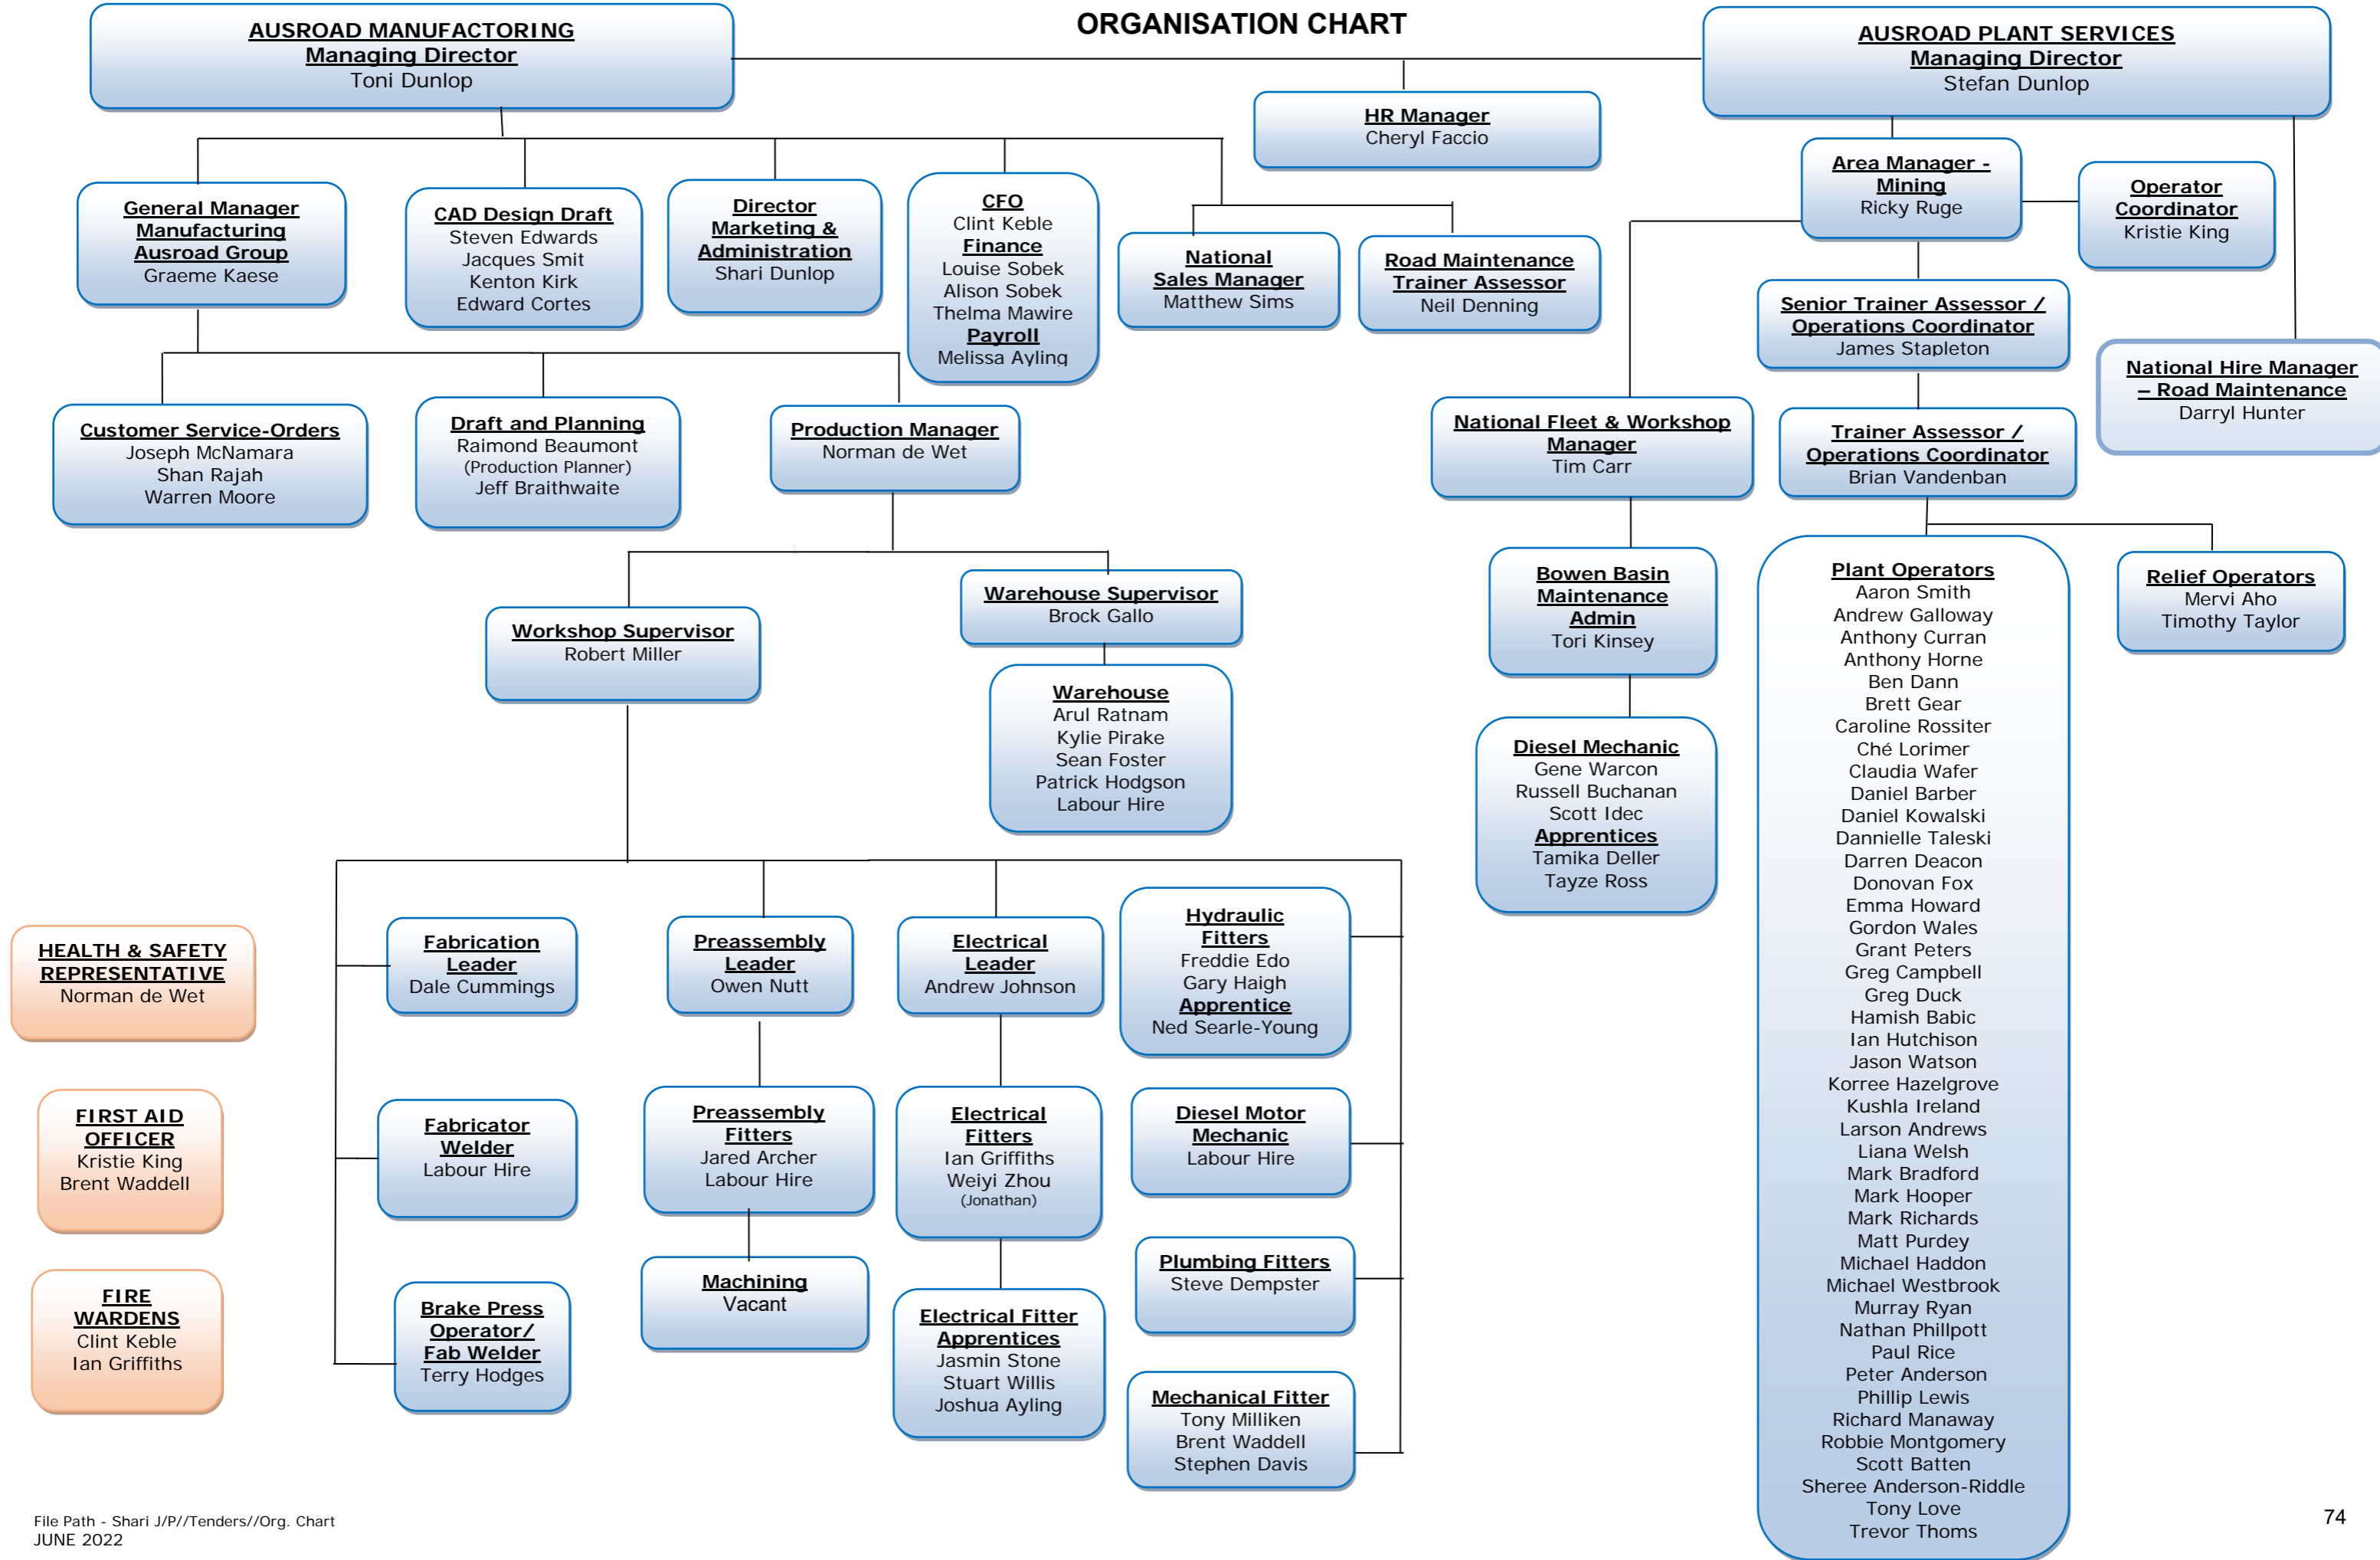 ORGANISATION CHART
AUSROAD MANUFACTORING
Managing Director
Toni Dunlop
AUSROAD PLANT SERVICES
Managing Director
Stefan Dunlop
HR Manager
Cheryl Faccio
General Manager
Manufacturing
Ausroad Group
Graeme Kaese
CAD Design Draft
Steven Edwards
Jacques Smit
Kenton Kirk
Edward Cortes
Director
Marketing &
Administration
Shari Dunlop
CFO
Clint Keble
Finance
Louise Sobek
Alison Sobek
Thelma Mawire
Payroll
Melissa Ayling
National
Sales Manager
Matthew Sims
Road Maintenance
Trainer Assessor
Neil Denning
Area Manager -
Mining
Ricky Ruge
Operator
Coordinator
Kristie King
Senior Trainer Assessor /
Operations Coordinator
James Stapleton
National Hire Manager
– Road Maintenance
Darryl Hunter
Customer Service-Orders
Joseph McNamara
Shan Rajah
Warren Moore
Draft and Planning
Raimond Beaumont
(Production Planner)
Jeff Braithwaite
Production Manager
Norman de Wet
National Fleet & Workshop
Manager
Tim Carr
Trainer Assessor /
Operations Coordinator
Brian Vandenban
Workshop Supervisor
Robert Miller
Warehouse Supervisor
Brock Gallo
Warehouse
Arul Ratnam
Kylie Pirake
Sean Foster
Patrick Hodgson
Labour Hire
Bowen Basin
Maintenance
Admin
Tori Kinsey
Diesel Mechanic
Gene Warcon
Russell Buchanan
Scott Idec
Apprentices
Tamika Deller
Tayze Ross
Plant Operators
Aaron Smith
Andrew Galloway
Anthony Curran
Anthony Horne
Ben Dann
Brett Gear
Caroline Rossiter
Ché Lorimer
Claudia Wafer
Daniel Barber
Daniel Kowalski
Dannielle Taleski
Darren Deacon
Donovan Fox
Emma Howard
Gordon Wales
Grant Peters
Greg Campbell
Greg Duck
Hamish Babic
Ian Hutchison
Jason Watson
Korree Hazelgrove
Kushla Ireland
Larson Andrews
Liana Welsh
Mark Bradford
Mark Hooper
Mark Richards
Matt Purdey
Michael Haddon
Michael Westbrook
Murray Ryan
Nathan Phillpott
Paul Rice
Peter Anderson
Phillip Lewis
Richard Manaway
Robbie Montgomery
Scott Batten
Sheree Anderson-Riddle
Tony Love
Trevor Thoms
Relief Operators
Mervi Aho
Timothy Taylor
HEALTH & SAFETY
REPRESENTATIVE
Norman de Wet
FIRST AID
OFFICER
Kristie King
Brent Waddell
FIRE
WARDENS
Clint Keble
Ian Griffiths
Fabrication
Leader
Dale Cummings
Fabricator
Welder
Labour Hire
Brake Press
Operator/
Fab Welder
Terry Hodges
Preassembly
Leader
Owen Nutt
Preassembly
Fitters
Jared Archer
Labour Hire
Machining
Vacant
Electrical
Leader
Andrew Johnson
Electrical
Fitters
Ian Griffiths
Weiyi Zhou
(Jonathan)
Electrical Fitter
Apprentices
Jasmin Stone
Stuart Willis
Joshua Ayling
Hydraulic
Fitters
Freddie Edo
Gary Haigh
Apprentice
Ned Searle-Young
Diesel Motor
Mechanic
Labour Hire
Plumbing Fitters
Steve Dempster
Mechanical Fitter
Tony Milliken
Brent Waddell
Stephen Davis
File Path - Shari J/P//Tenders//Org. Chart
JUNE 2022
74